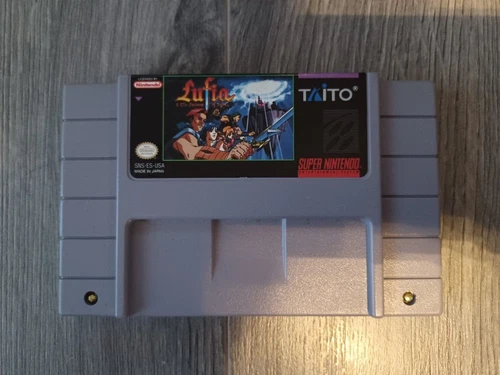 LICENSED BY
Nintendo
Lufia
TAITO®
SNS-ES-USA
MADE IN JAPAN
SUPER NINTENDO